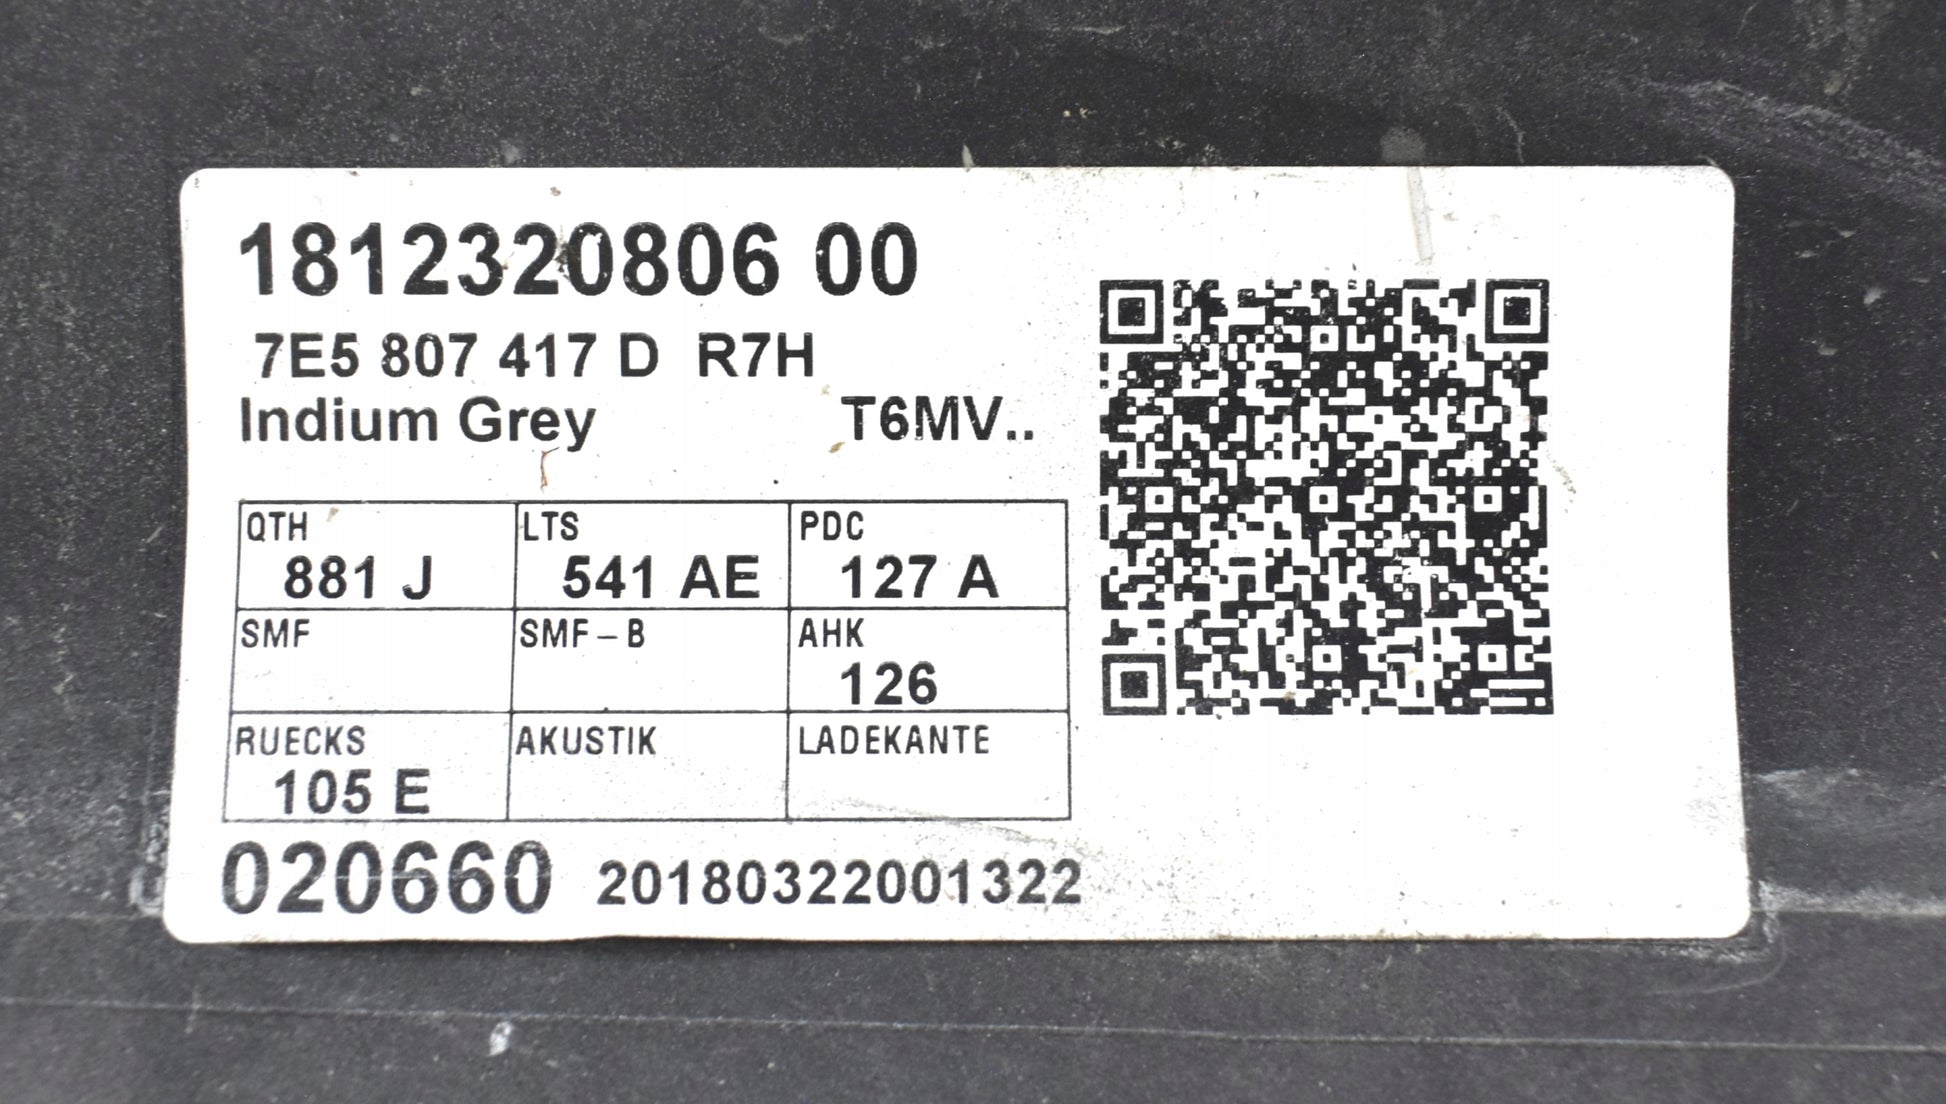 1812320806 00
7E5 807 417 D R7H
Indium Grey T6MV..
QTH LTS PDC
881 J 541 AE 127 A
SMF SMF-B AHK
126
RUECKS AKUSTIK LADEKANTE
105 E
020660 20180322001322